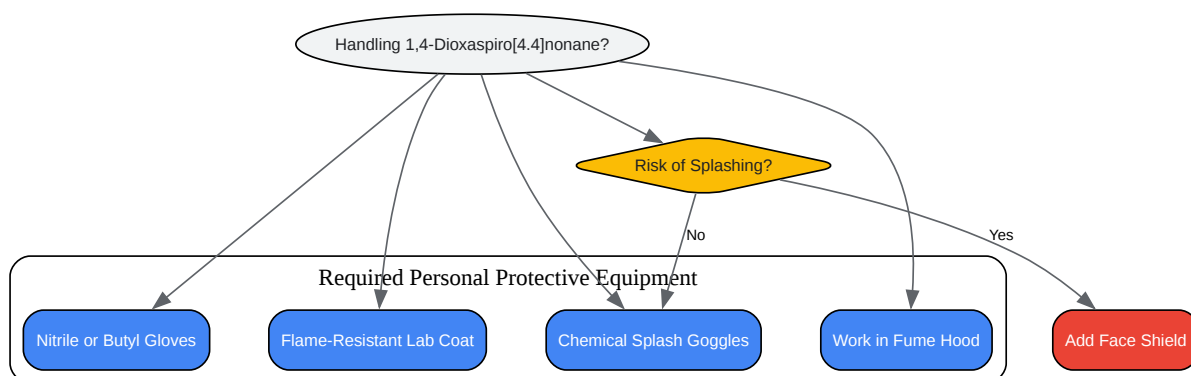 Handling 1,4-Dioxaspiro[4.4]nonane?
Risk of Splashing?
No
Yes
Required Personal Protective Equipment
Nitrile or Butyl Gloves
Flame-Resistant Lab Coat
Chemical Splash Goggles
Work in Fume Hood
Add Face Shield